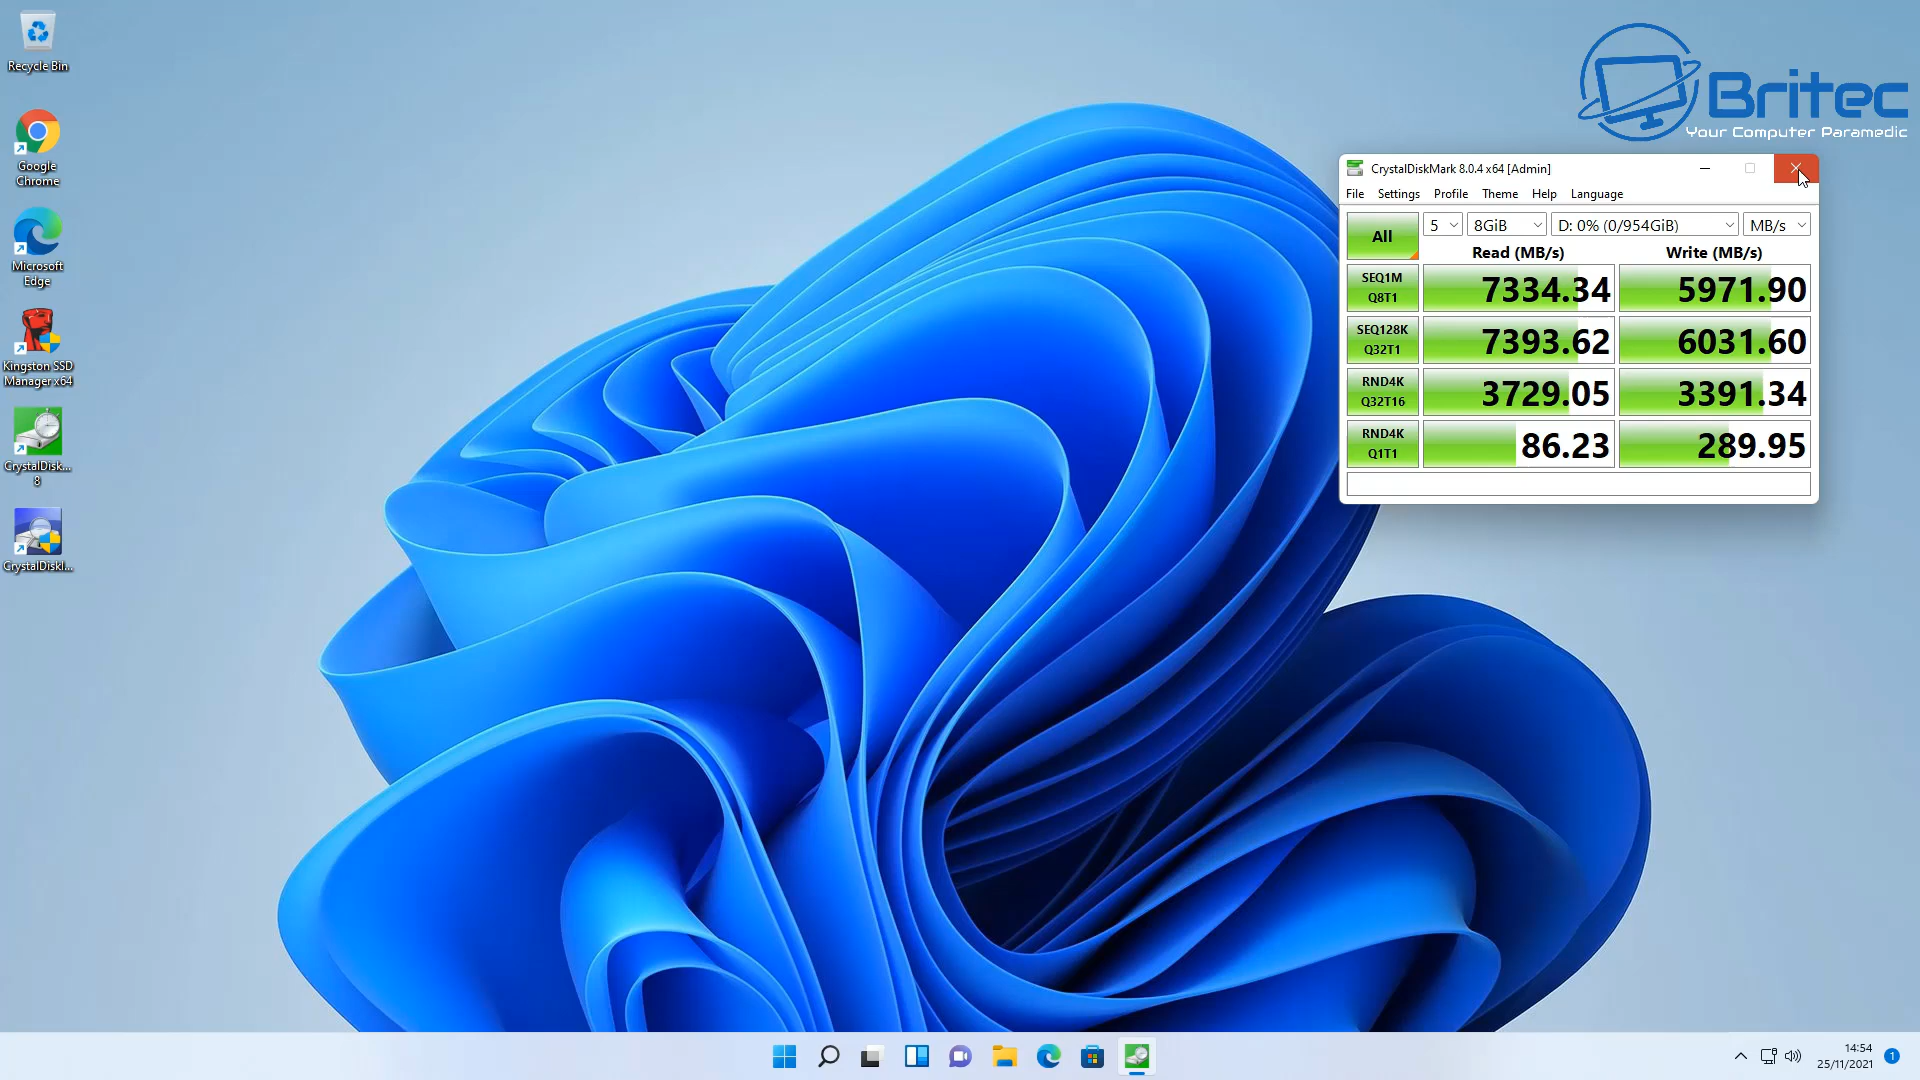 Recycle Bin
Google
Chrome
Microsoft
Edge
Kingston SSD
Manager x64
CrystalDisk...
8
CrystalDiskI...
Britec
Your Computer Paramedic
CrystalDiskMark 8.0.4 x64 [Admin]
File Settings Profile Theme Help Language
All 5 8GiB D: 0% (0/954GiB) MB/s
Read (MB/s) Write (MB/s)
SEQ1M
Q8T1 7334.34 5971.90
SEQ128K
Q32T1 7393.62 6031.60
RND4K
Q32T16 3729.05 3391.34
RND4K
Q1T1 86.23 289.95
14:54
25/11/2021
1